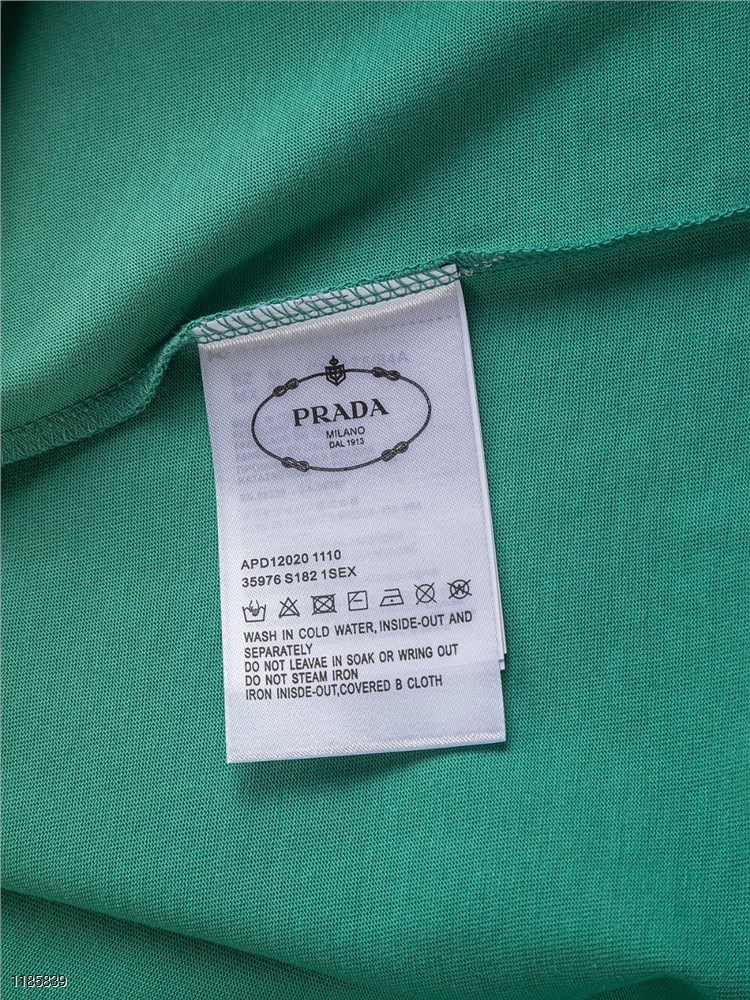 PRADA
MILANO
DAL 1913
APD12020 1110
35976 S182 1SEX
WASH IN COLD WATER, INSIDE-OUT AND
SEPARATELY
DO NOT LEAVAE IN SOAK OR WRING OUT
DO NOT STEAM IRON
IRON INISDE-OUT,COVERED B CLOTH
1185839